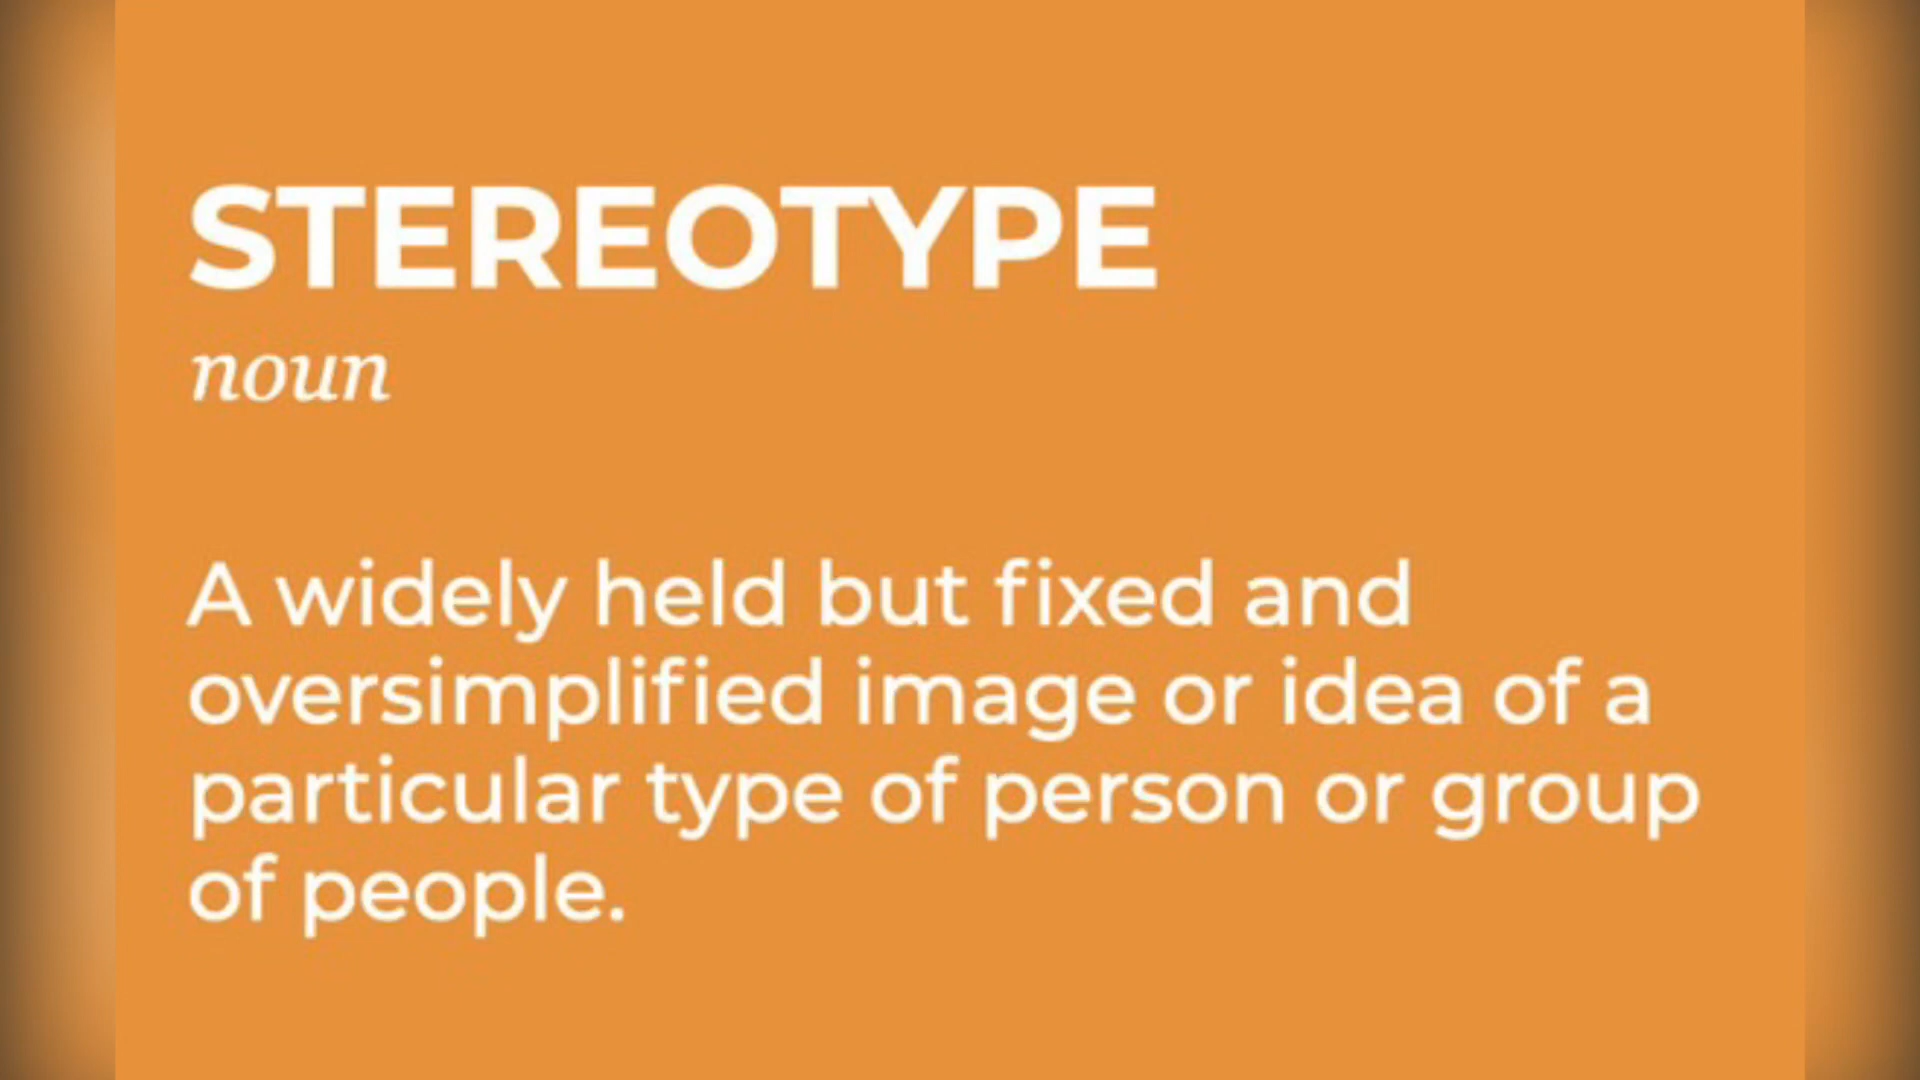 STEREOTYPE
noun
A widely held but fixed and
oversimplified image or idea of a
particular type of person or group
of people.